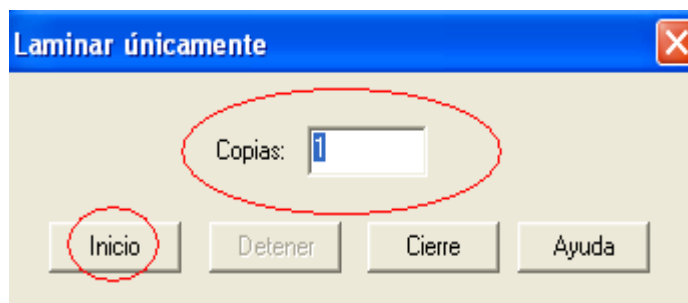 Laminar únicamente
Copias: 1
Inicio Detener Cierre Ayuda